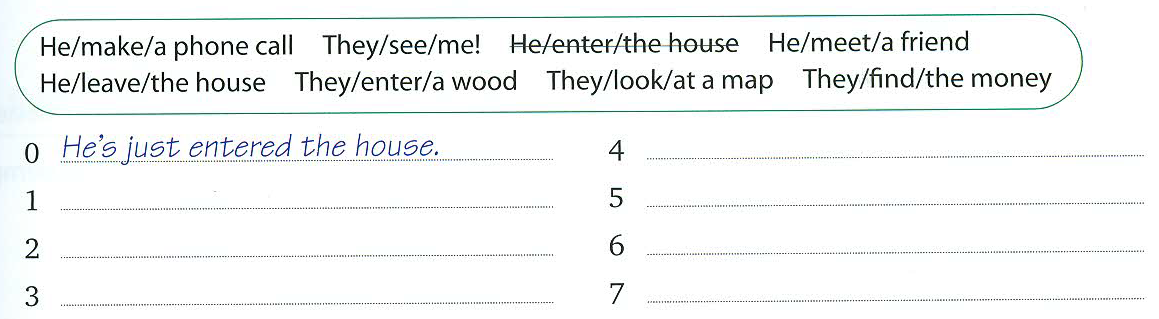 He/make/a phone call They/see/me! He/enter/the house He/meet/a friend
He/leave/the house They/enter/a wood They/look/at a map They/find/the money
0 He's just entered the house.
1
2
3
4
5
6
7